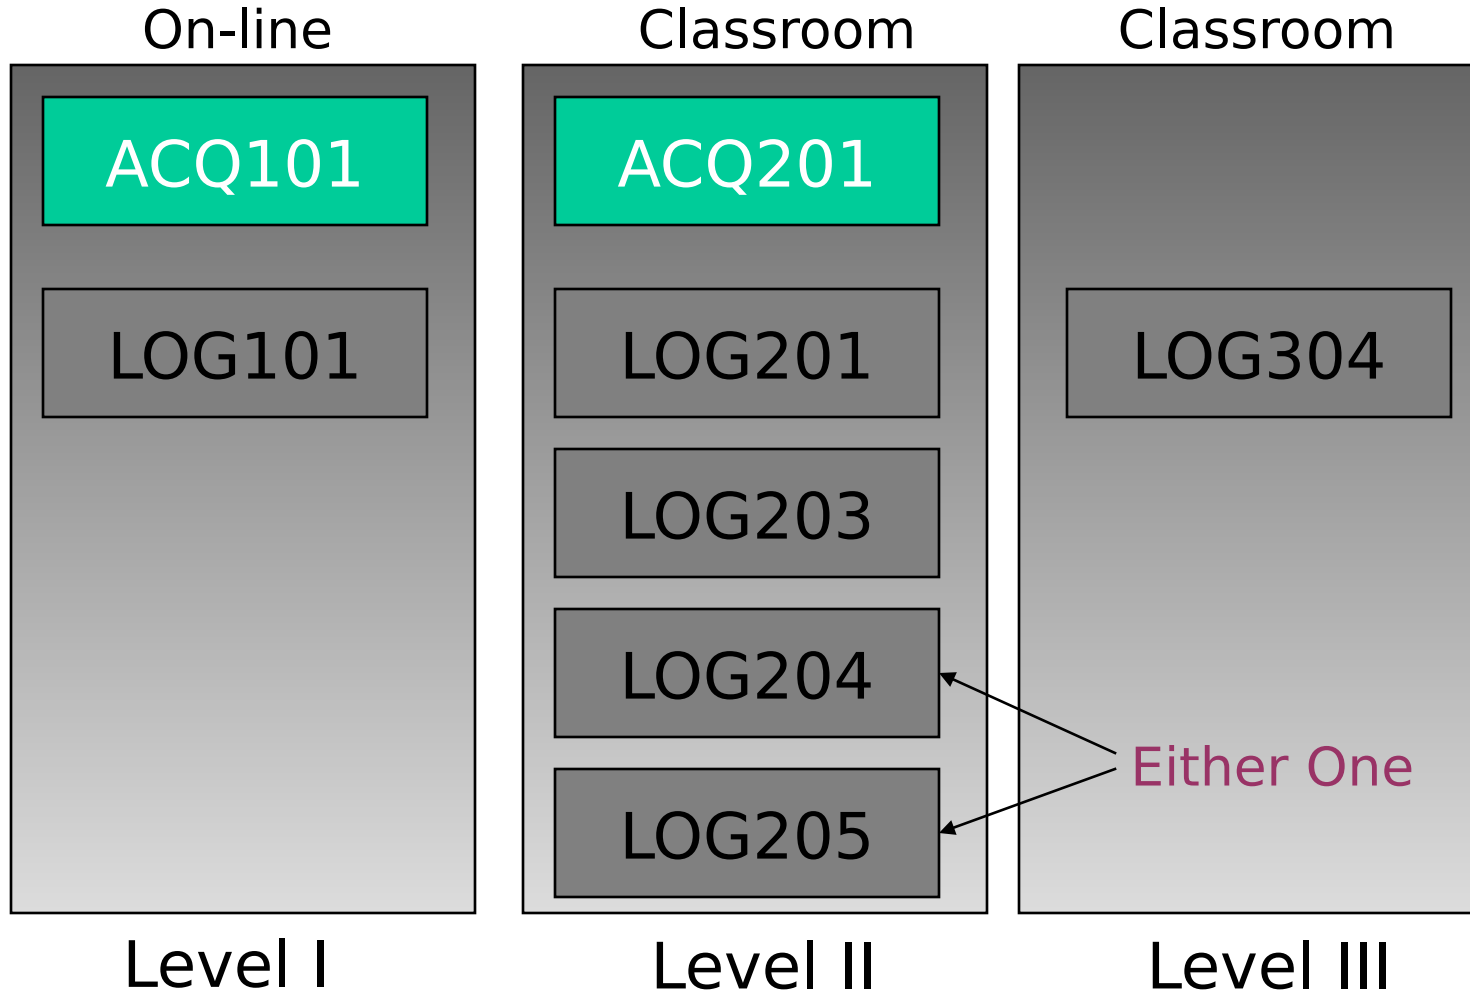 On-line
Classroom
Classroom
ACQ101
ACQ201
LOG101
LOG201
LOG304
LOG203
LOG204
Either One
LOG205
Level I
Level II
Level III